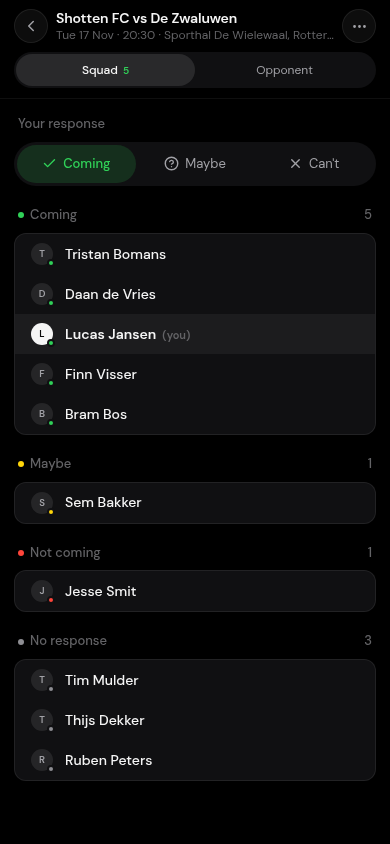 Shotten FC vs De Zwaluwen
Tue 17 Nov · 20:30 · Sporthal De Wielewaal, Rotter...
Squad 5
Opponent
Your response
Coming
Maybe
Can't
Coming 5
T Tristan Bomans
D Daan de Vries
L Lucas Jansen (you)
F Finn Visser
B Bram Bos
Maybe 1
S Sem Bakker
Not coming 1
J Jesse Smit
No response 3
T Tim Mulder
T Thijs Dekker
R Ruben Peters